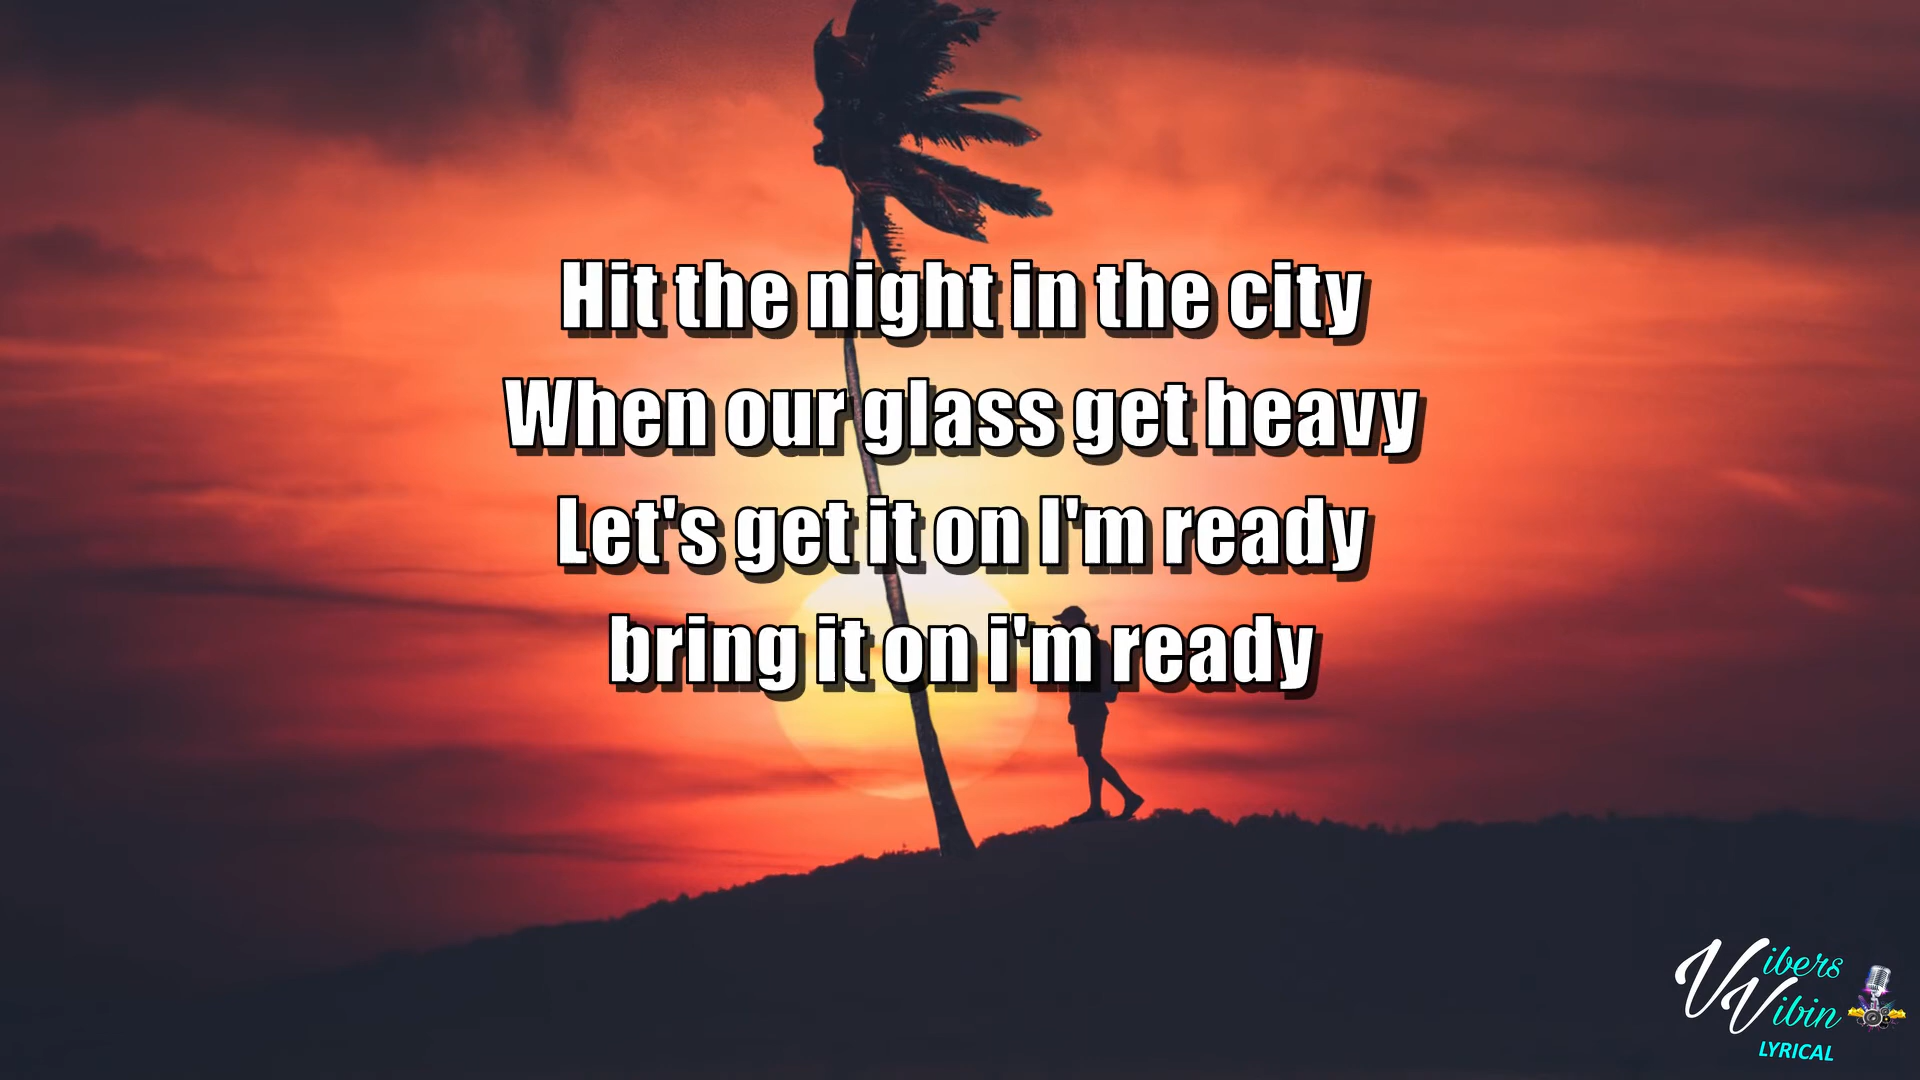 Hit the night in the city
When our glass get heavy
Let's get it on I'm ready
bring it on i'm ready
Vibers
Vibin
LYRICAL